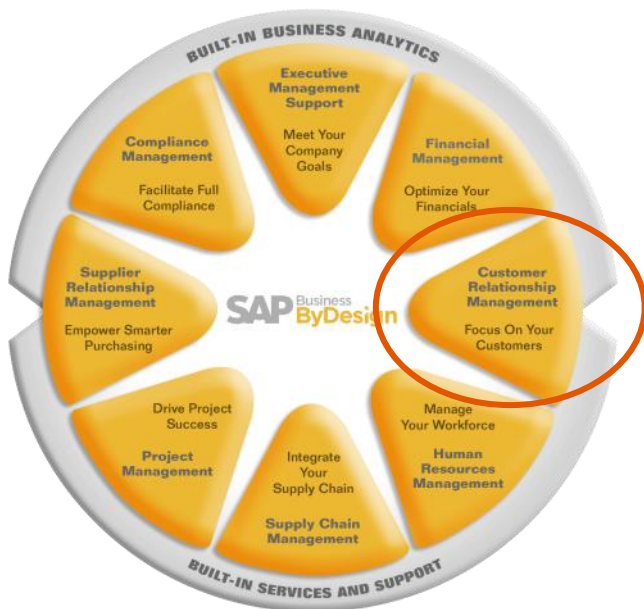 BUILT-IN BUSINESS ANALYTICS
Executive
Management
Support
Meet Your
Company
Goals
Compliance
Management
Facilitate Full
Compliance
Financial
Management
Optimize Your
Financials
Supplier
Relationship
Management
Empower Smarter
Purchasing
SAP Business
ByDesign
Customer
Relationship
Management
Focus On Your
Customers
Drive Project
Success
Project
Management
Integrate
Your
Supply Chain
Supply Chain
Management
Manage
Your Workforce
Human
Resources
Management
BUILT-IN SERVICES AND SUPPORT